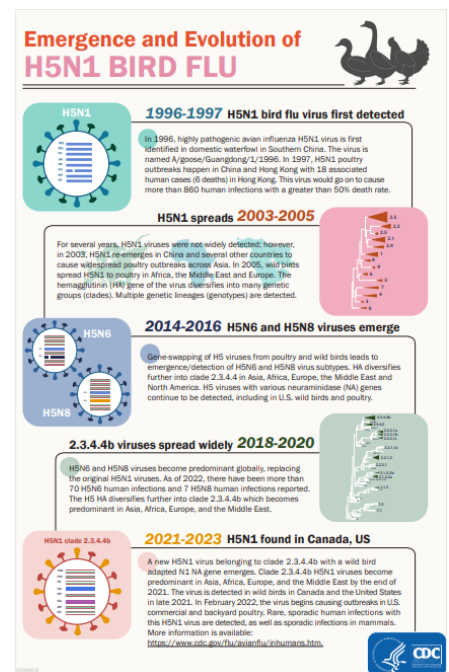 Emergence and Evolution of
H5N1 BIRD FLU
H5N1
1996-1997 H5N1 bird flu virus first detected
In 1996, highly pathogenic avian influenza H5N1 virus is first
identified in domestic waterfowl in Southern China. The virus is
named A/goose/Guangdong/1/1996. In 1997, H5N1 poultry
outbreaks happen in China and Hong Kong with 18 associated
human cases (6 deaths) in Hong Kong. This virus would go on to cause
more than 860 human infections with a greater than 50% death rate.
H5N1 spreads 2003-2005
For several years, H5N1 viruses were not widely detected; however,
in 2003, H5N1 re-emerges in China and several other countries to
cause widespread poultry outbreaks across Asia. In 2005, wild birds
spread H5N1 to poultry in Africa, the Middle East and Europe. The
hemagglutinin (HA) gene of the virus diversifies into many genetic
groups (clades). Multiple genetic lineages (genotypes) are detected.
H5N6
H5N8
2014-2016 H5N6 and H5N8 viruses emerge
Gene-swapping of H5 viruses from poultry and wild birds leads to
emergence/detection of H5N6 and H5N8 virus subtypes. HA diversifies
further into clade 2.3.4.4 in Asia, Africa, Europe, the Middle East and
North America. H5 viruses with various neuraminidase (NA) genes
continue to be detected, including in U.S. wild birds and poultry.
2.3.4.4b viruses spread widely 2018-2020
H5N6 and H5N8 viruses become predominant globally, replacing
the original H5N1 viruses. As of 2022, there have been more than
70 H5N6 human infections and 7 H5N8 human infections reported.
The H5 HA diversifies further into clade 2.3.4.4b which becomes
predominant in Asia, Africa, Europe, and the Middle East.
H5N1 clade 2.3.4.4b
2021-2023 H5N1 found in Canada, US
A new H5N1 virus belonging to clade 2.3.4.4b with a wild bird
adapted N1 NA gene emerges. Clade 2.3.4.4b H5N1 viruses become
predominant in Asia, Africa, Europe, and the Middle East by the end of
2021. The virus is detected in wild birds in Canada and the United States
in late 2021. In February 2022, the virus begins causing outbreaks in U.S.
commercial and backyard poultry. Rare, sporadic human infections with
this H5N1 virus are detected, as well as sporadic infections in mammals.
More information is available:
https://www.cdc.gov/flu/avianflu/inhumans.htm.
CDC